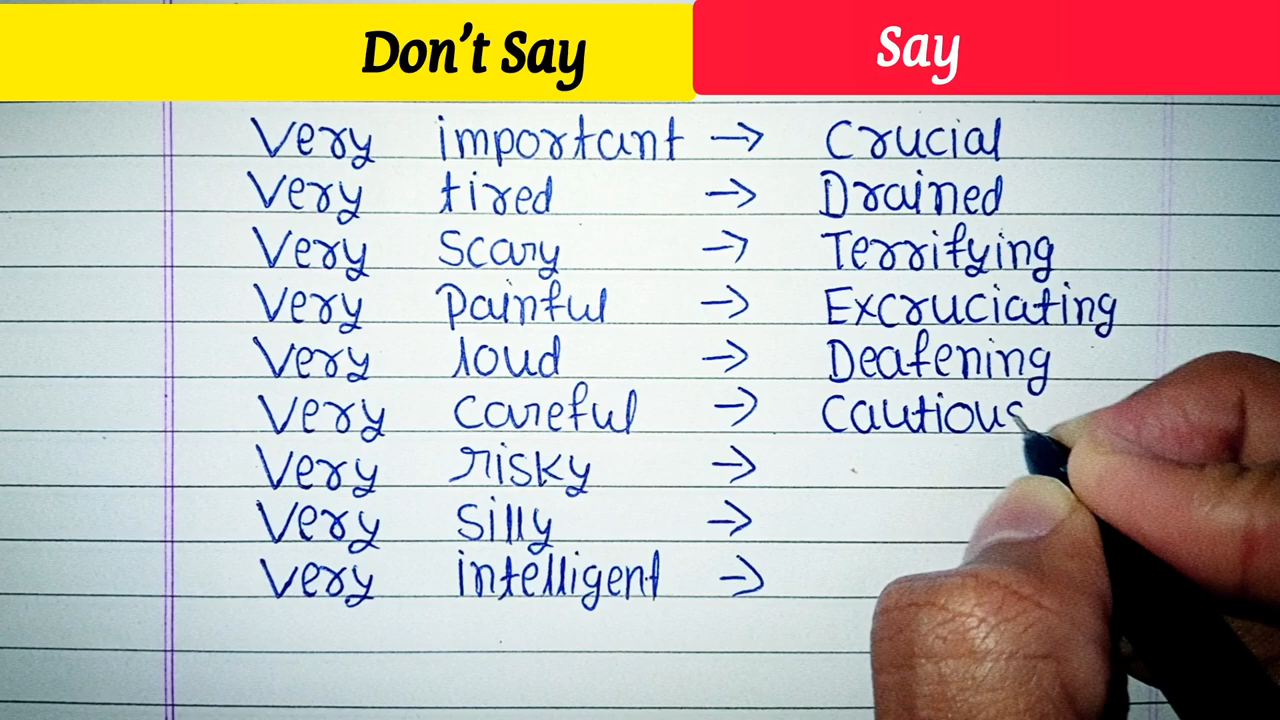 Don't Say Say
Very important → Crucial
Very tired → Drained
Very Scary → Terrifying
Very Painful → Excruciating
Very loud → Deafening
Very Careful → Cautious
Very risky →
Very Silly →
Very intelligent →